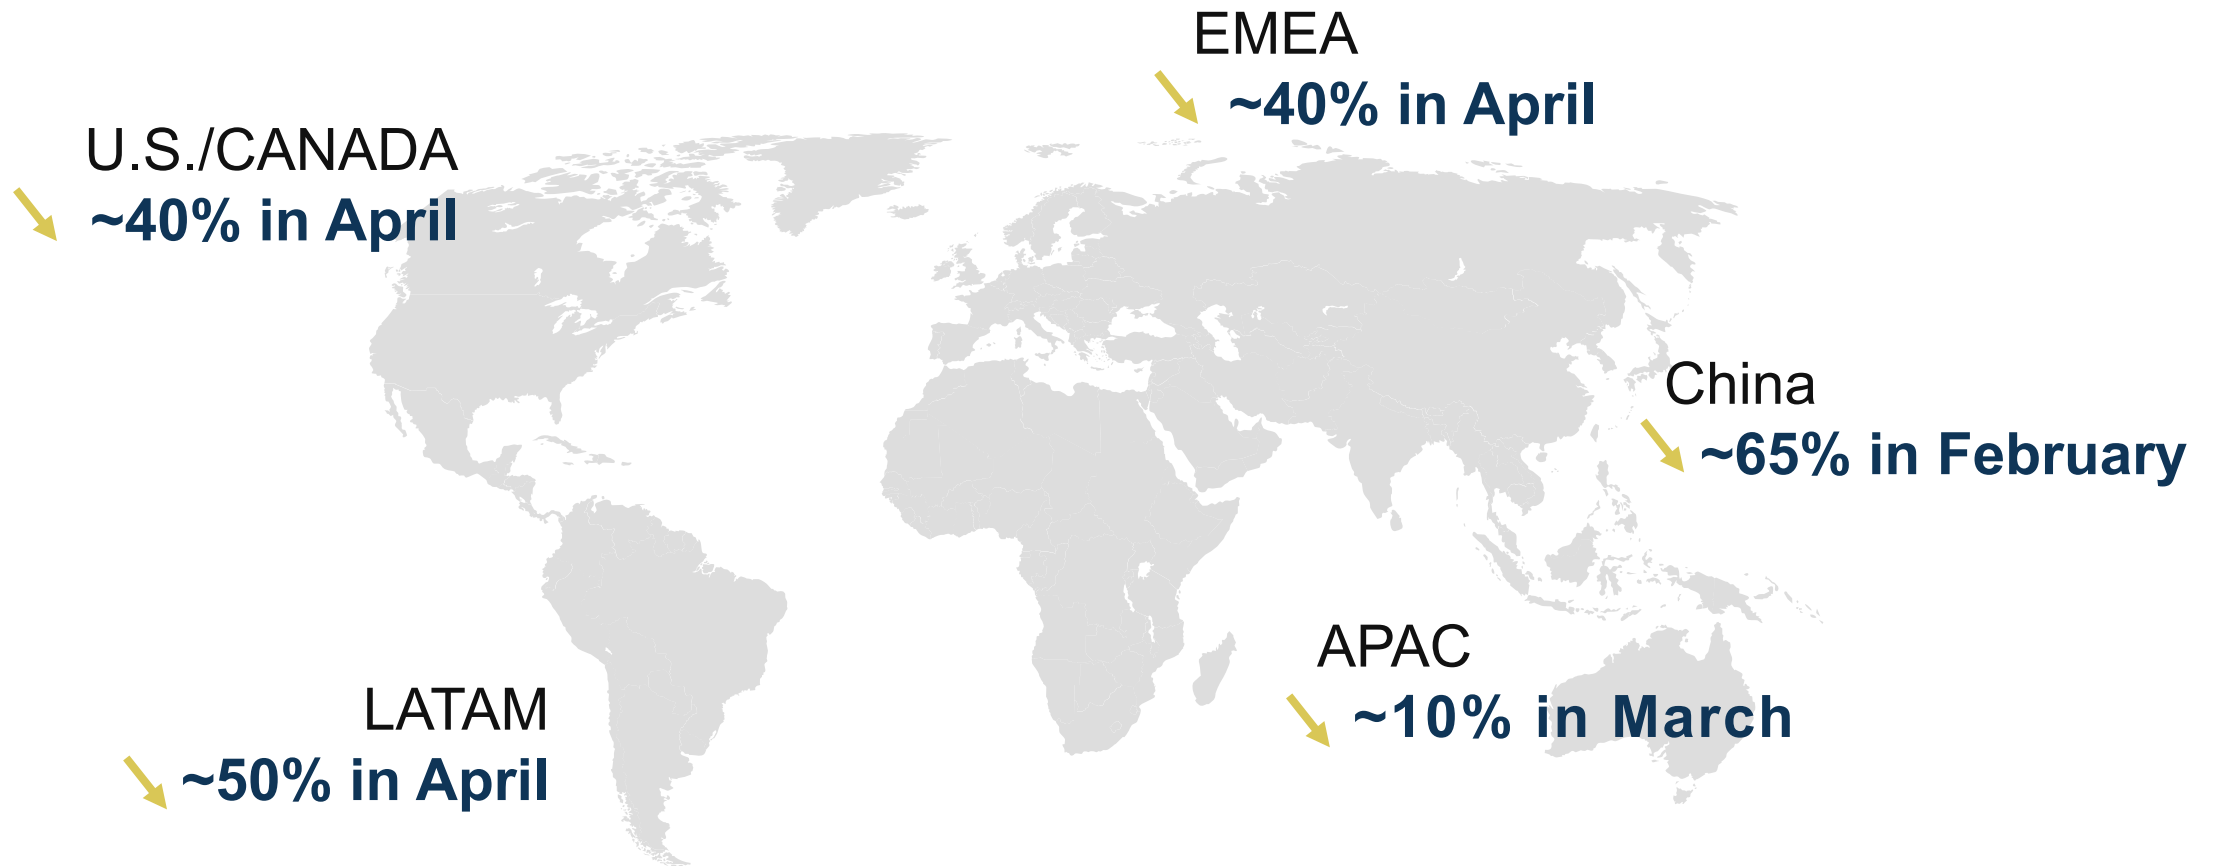 EMEA
~40% in April
U.S./CANADA
~40% in April
China
~65% in February
APAC
~10% in March
LATAM
~50% in April